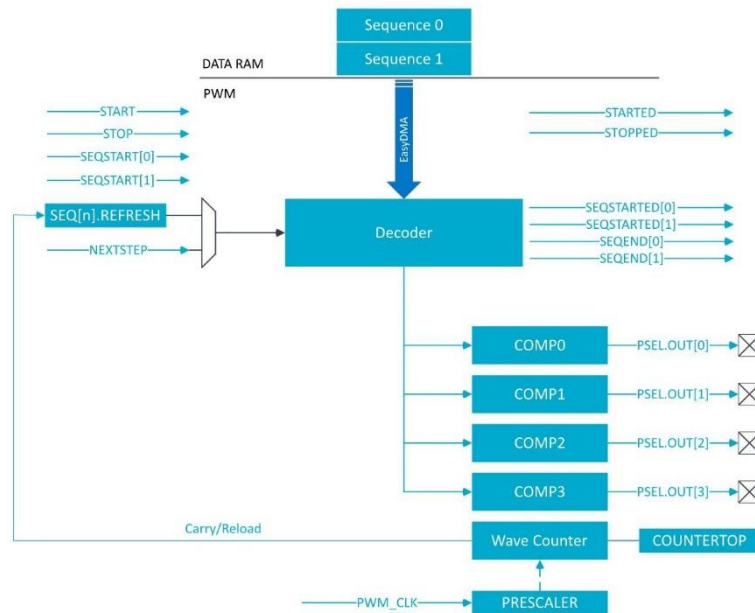 Sequence 0
DATA RAM
Sequence 1
PWM
START
STOP
SEQSTART[0]
SEQSTART[1]
EasyDMA
STARTED
STOPPED
SEQ[n].REFRESH
NEXTSTEP
Decoder
SEQSTARTED[0]
SEQSTARTED[1]
SEQEND[0]
SEQEND[1]
COMP0
PSEL.OUT[0]
COMP1
PSEL.OUT[1]
COMP2
PSEL.OUT[2]
COMP3
PSEL.OUT[3]
Carry/Reload
Wave Counter
COUNTERTOP
PWM_CLK
PRESCALER